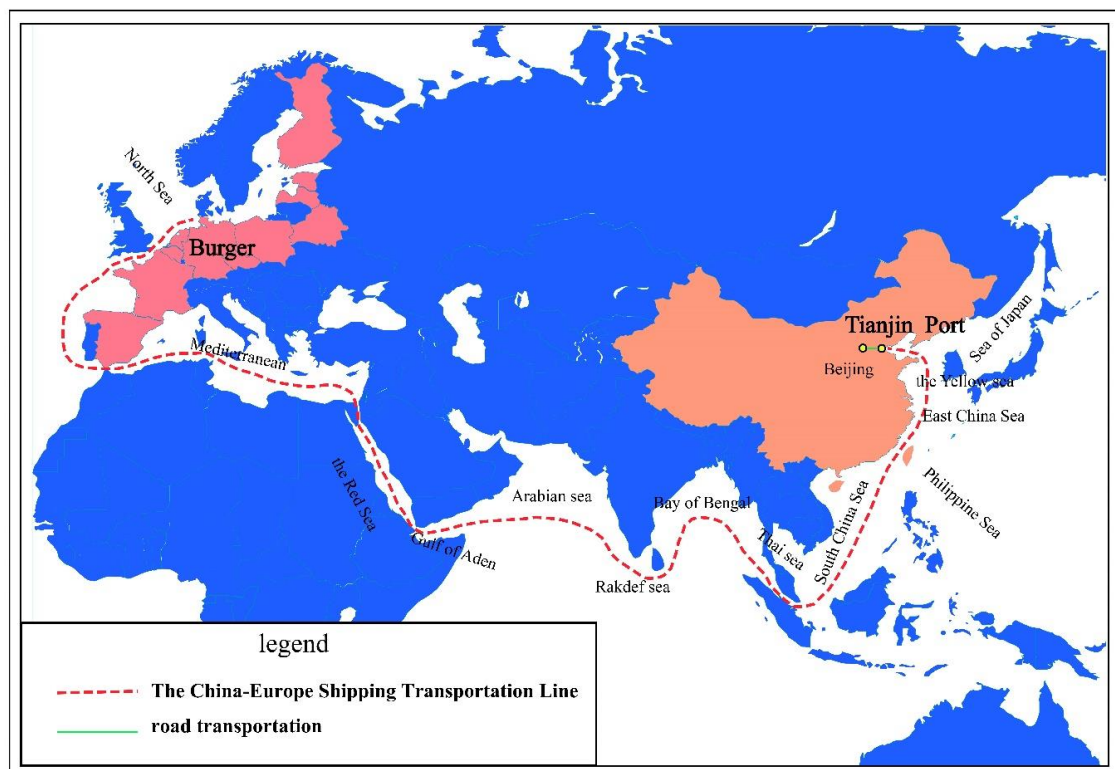 North Sea
Burger
Mediterranean
the Red Sea
Gulf of Aden
Arabian sea
Rakdef sea
Bay of Bengal
Thai sea
South China Sea
Philippine Sea
East China Sea
the Yellow sea
Sea of Japan
Tianjin Port
Beijing
legend
The China-Europe Shipping Transportation Line
road transportation